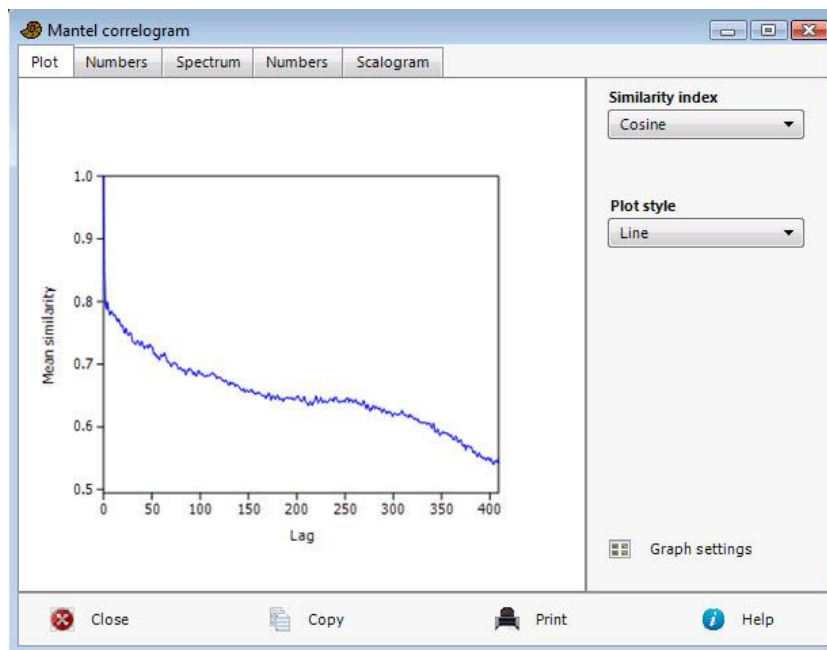 Mantel correlogram
Plot Numbers Spectrum Numbers Scalogram
Similarity index
Cosine
Plot style
Line
1.0
0.9
0.8
0.7
0.6
0.5
Mean similarity
0 50 100 150 200 250 300 350 400
Lag
Graph settings
Close Copy Print Help